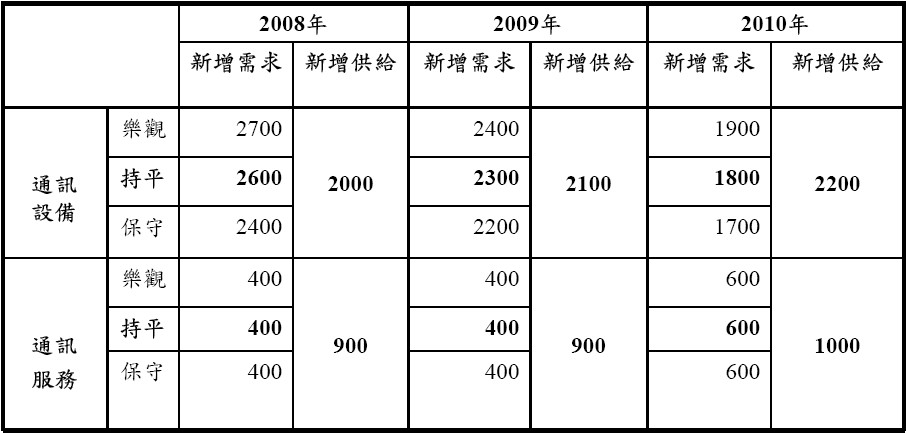 2008年 2009年 2010年
新增需求 新增供給 新增需求 新增供給 新增需求 新增供給
通訊設備 樂觀 2700 2000 2400 2100 1900 2200
持平 2600 2300 1800
保守 2400 2200 1700
通訊服務 樂觀 400 900 400 900 600 1000
持平 400 400 600
保守 400 400 600